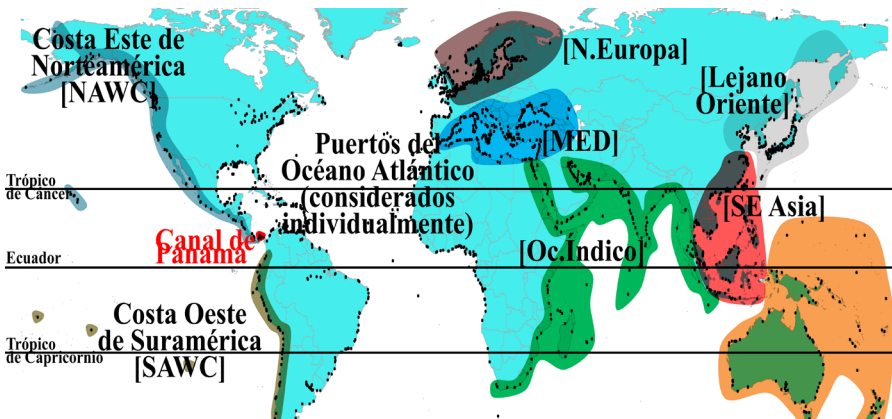 Costa Este de
Norteamérica
[NAWC]
[N.Europa]
[Lejano
Oriente]
Puertos del
Océano Atlántico
(considerados
individualmente)
[MED]
Trópico
de Cáncer
[SE Asia]
Canal de
Panamá
[Oc.Índico]
Ecuador
Costa Oeste
de Suramérica
[SAWC]
Trópico
de Capricornio